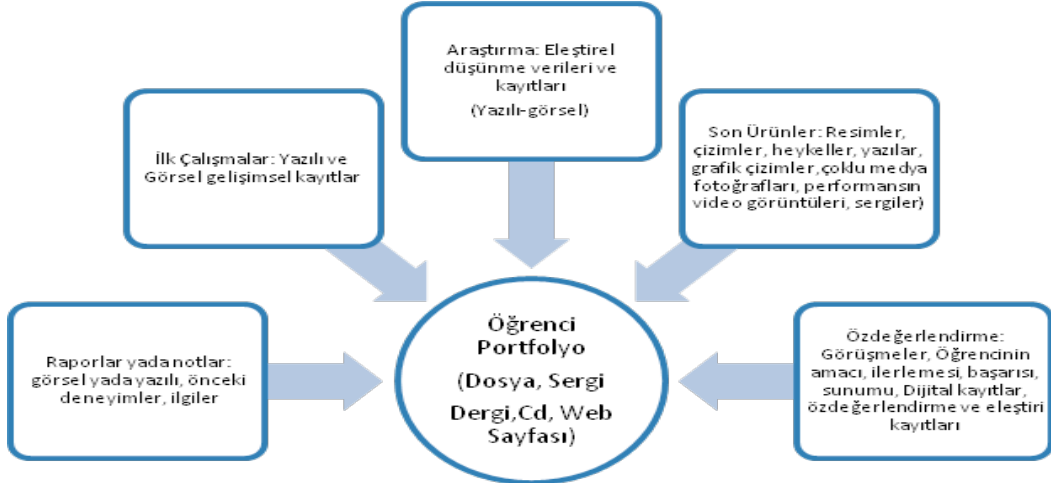 Araştırma: Eleştirel
düşünme verileri ve
kayıtları
(Yazılı-görsel)
İlk Çalışmalar: Yazılı ve
Görsel gelişimsel kayıtlar
Son Ürünler: Resimler,
çizimler, heykeller, yazılar,
grafik çizimler,çoklu medya
fotoğrafları, performansın
video görüntüleri, sergiler)
Raporlar yada notlar:
görsel yada yazılı, önceki
deneyimler, ilgiler
Öğrenci
Portfolyo
(Dosya, Sergi
Dergi,Cd, Web
Sayfası)
Özdeğerlendirme:
Görüşmeler, Öğrencinin
amacı, ilerlemesi, başarısı,
sunumu, Dijital kayıtlar,
özdeğerlendirme ve eleştiri
kayıtları